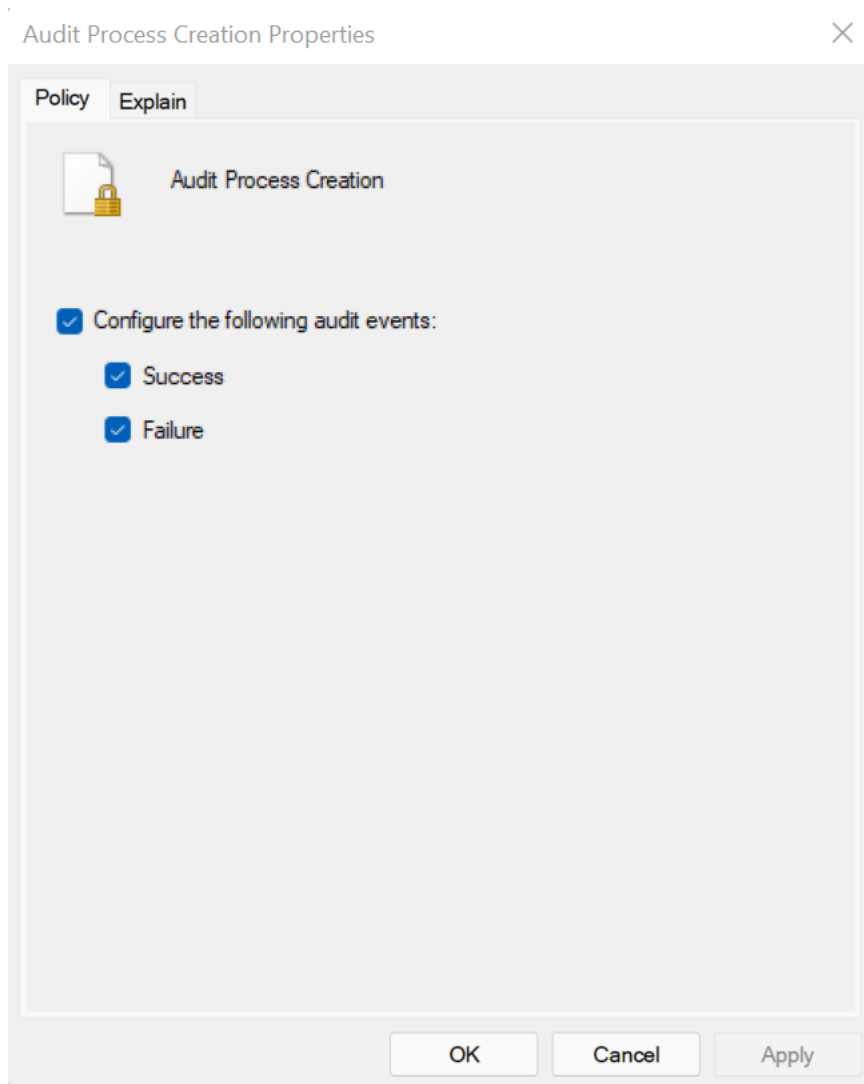 Audit Process Creation Properties
Policy Explain
Audit Process Creation
Configure the following audit events:
Success
Failure
OK Cancel Apply